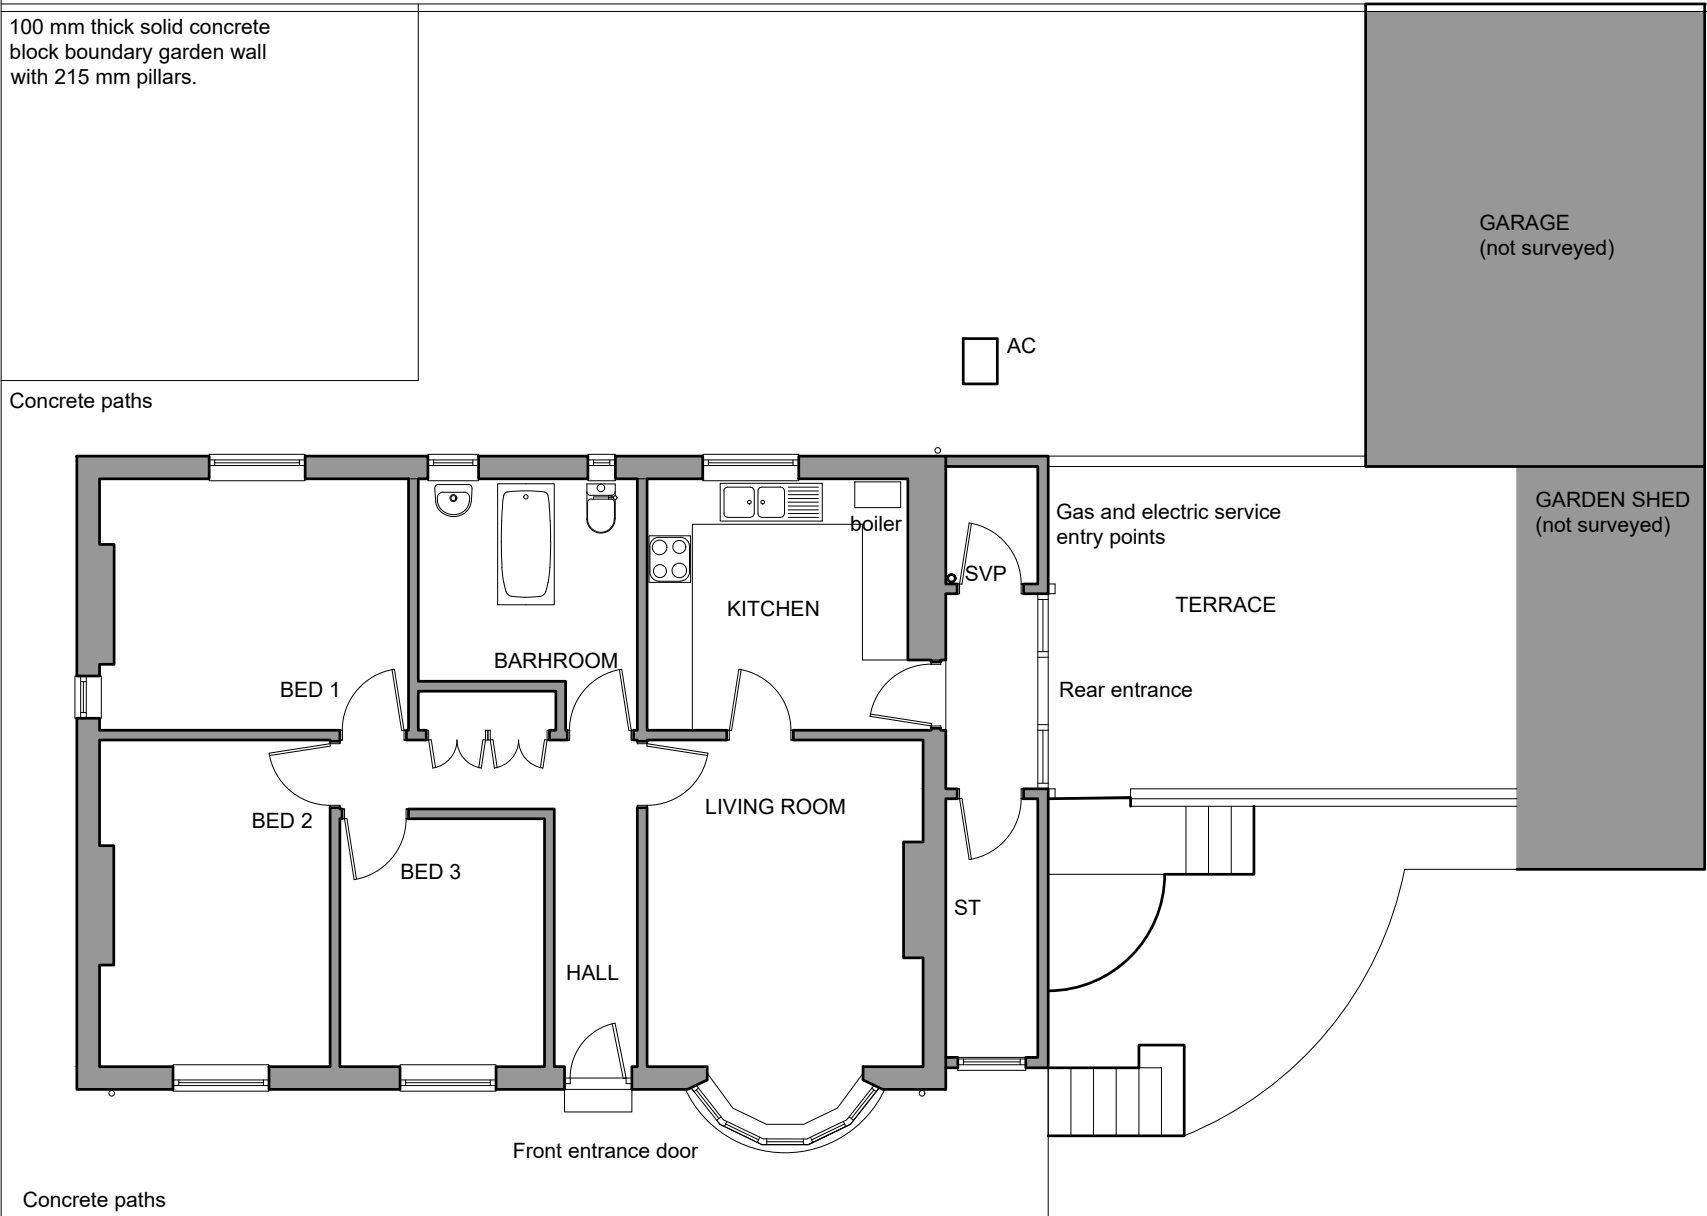 100 mm thick solid concrete
block boundary garden wall
with 215 mm pillars.
GARAGE
(not surveyed)
AC
Concrete paths
GARDEN SHED
(not surveyed)
Gas and electric service
entry points
boiler
SVP
KITCHEN
TERRACE
BARHROOM
BED 1
Rear entrance
LIVING ROOM
BED 2
BED 3
ST
HALL
Front entrance door
Concrete paths